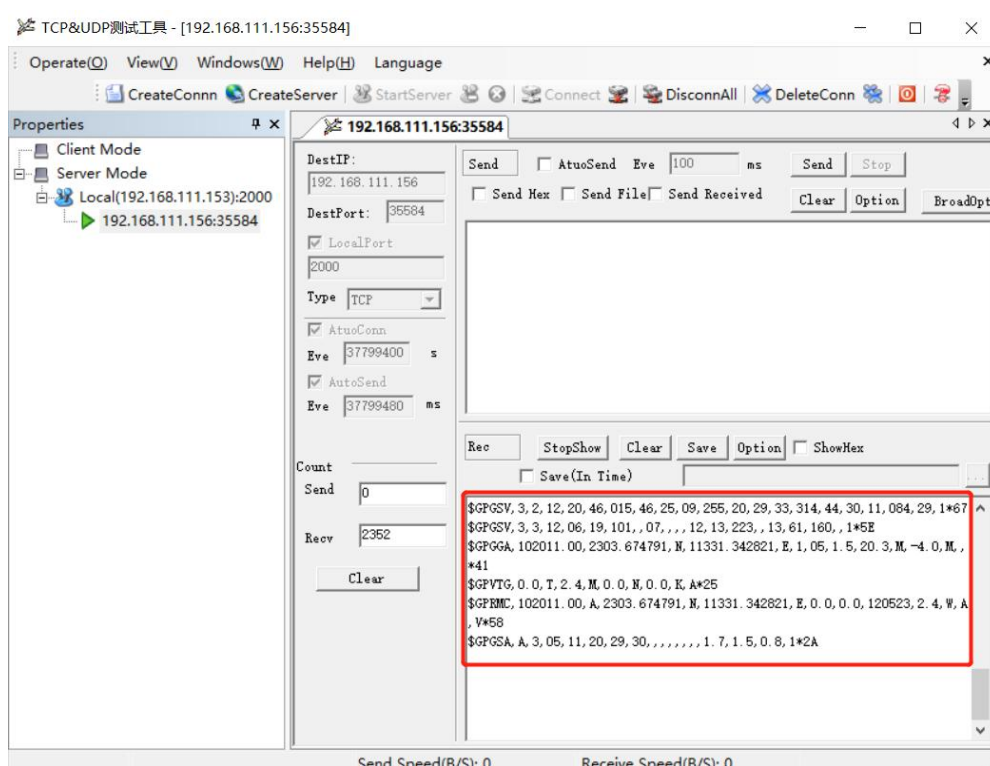 TCP&UDP测试工具 - [192.168.111.156:35584]
Operate(O) View(V) Windows(W) Help(H) Language
CreateConnn CreateServer StartServer Connect DisconnAll DeleteConn
Properties
192.168.111.156:35584
Client Mode
Server Mode
Local(192.168.111.153):2000
192.168.111.156:35584
DestIP:
192.168.111.156
DestPort: 35584
LocalPort
2000
Type TCP
AtuoConn
Eve 37799400 s
AutoSend
Eve 37799480 ms
Count
Send 0
Recv 2352
Clear
Send AtuoSend Eve 100 ms Send Stop
Send Hex Send File Send Received Clear Option BroadOpt
Rec StopShow Clear Save Option ShowHex
Save(In Time) ...
$GPGSV,3,2,12,20,46,015,46,25,09,255,20,29,33,314,44,30,11,084,29,1*67
$GPGSV,3,3,12,06,19,101,,07,,,,12,13,223,,13,61,160,,1*5E
$GPGGA,102011.00,2303.674791,N,11331.342821,E,1,05,1.5,20.3,M,-4.0,M,,
*41
$GPVTG,0.0,T,2.4,M,0.0,N,0.0,K,A*25
$GPRMC,102011.00,A,2303.674791,N,11331.342821,E,0.0,0.0,120523,2.4,W,A
,V*58
$GPGSA,A,3,05,11,20,29,30,,,,,,,,1.7,1.5,0.8,1*2A
Send Speed(B/S): 0 Receive Speed(B/S): 0